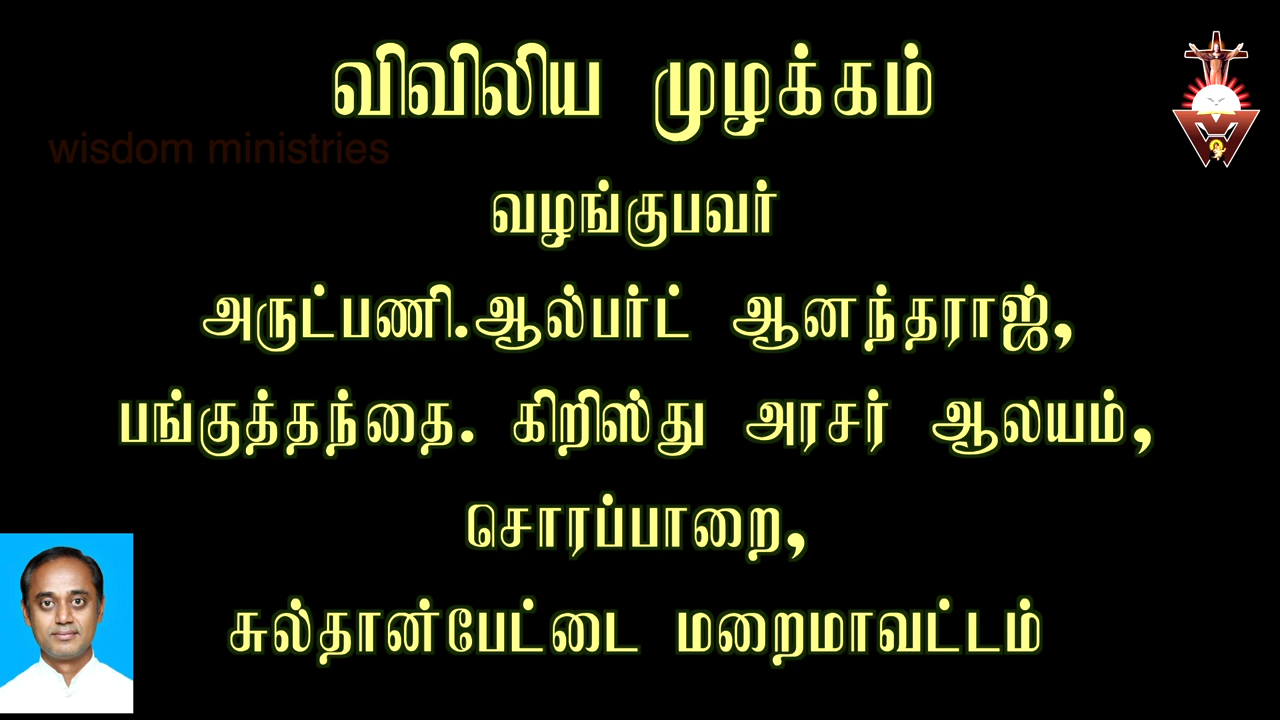 விவிலிய முழக்கம்
wisdom ministries
வழங்குபவர்
அருட்பணி.ஆல்பர்ட் ஆனந்தராஜ்,
பங்குத்தந்தை. கிறிஸ்து அரசர் ஆலயம்,
சொரப்பாறை,
சுல்தான்பேட்டை மறைமாவட்டம்